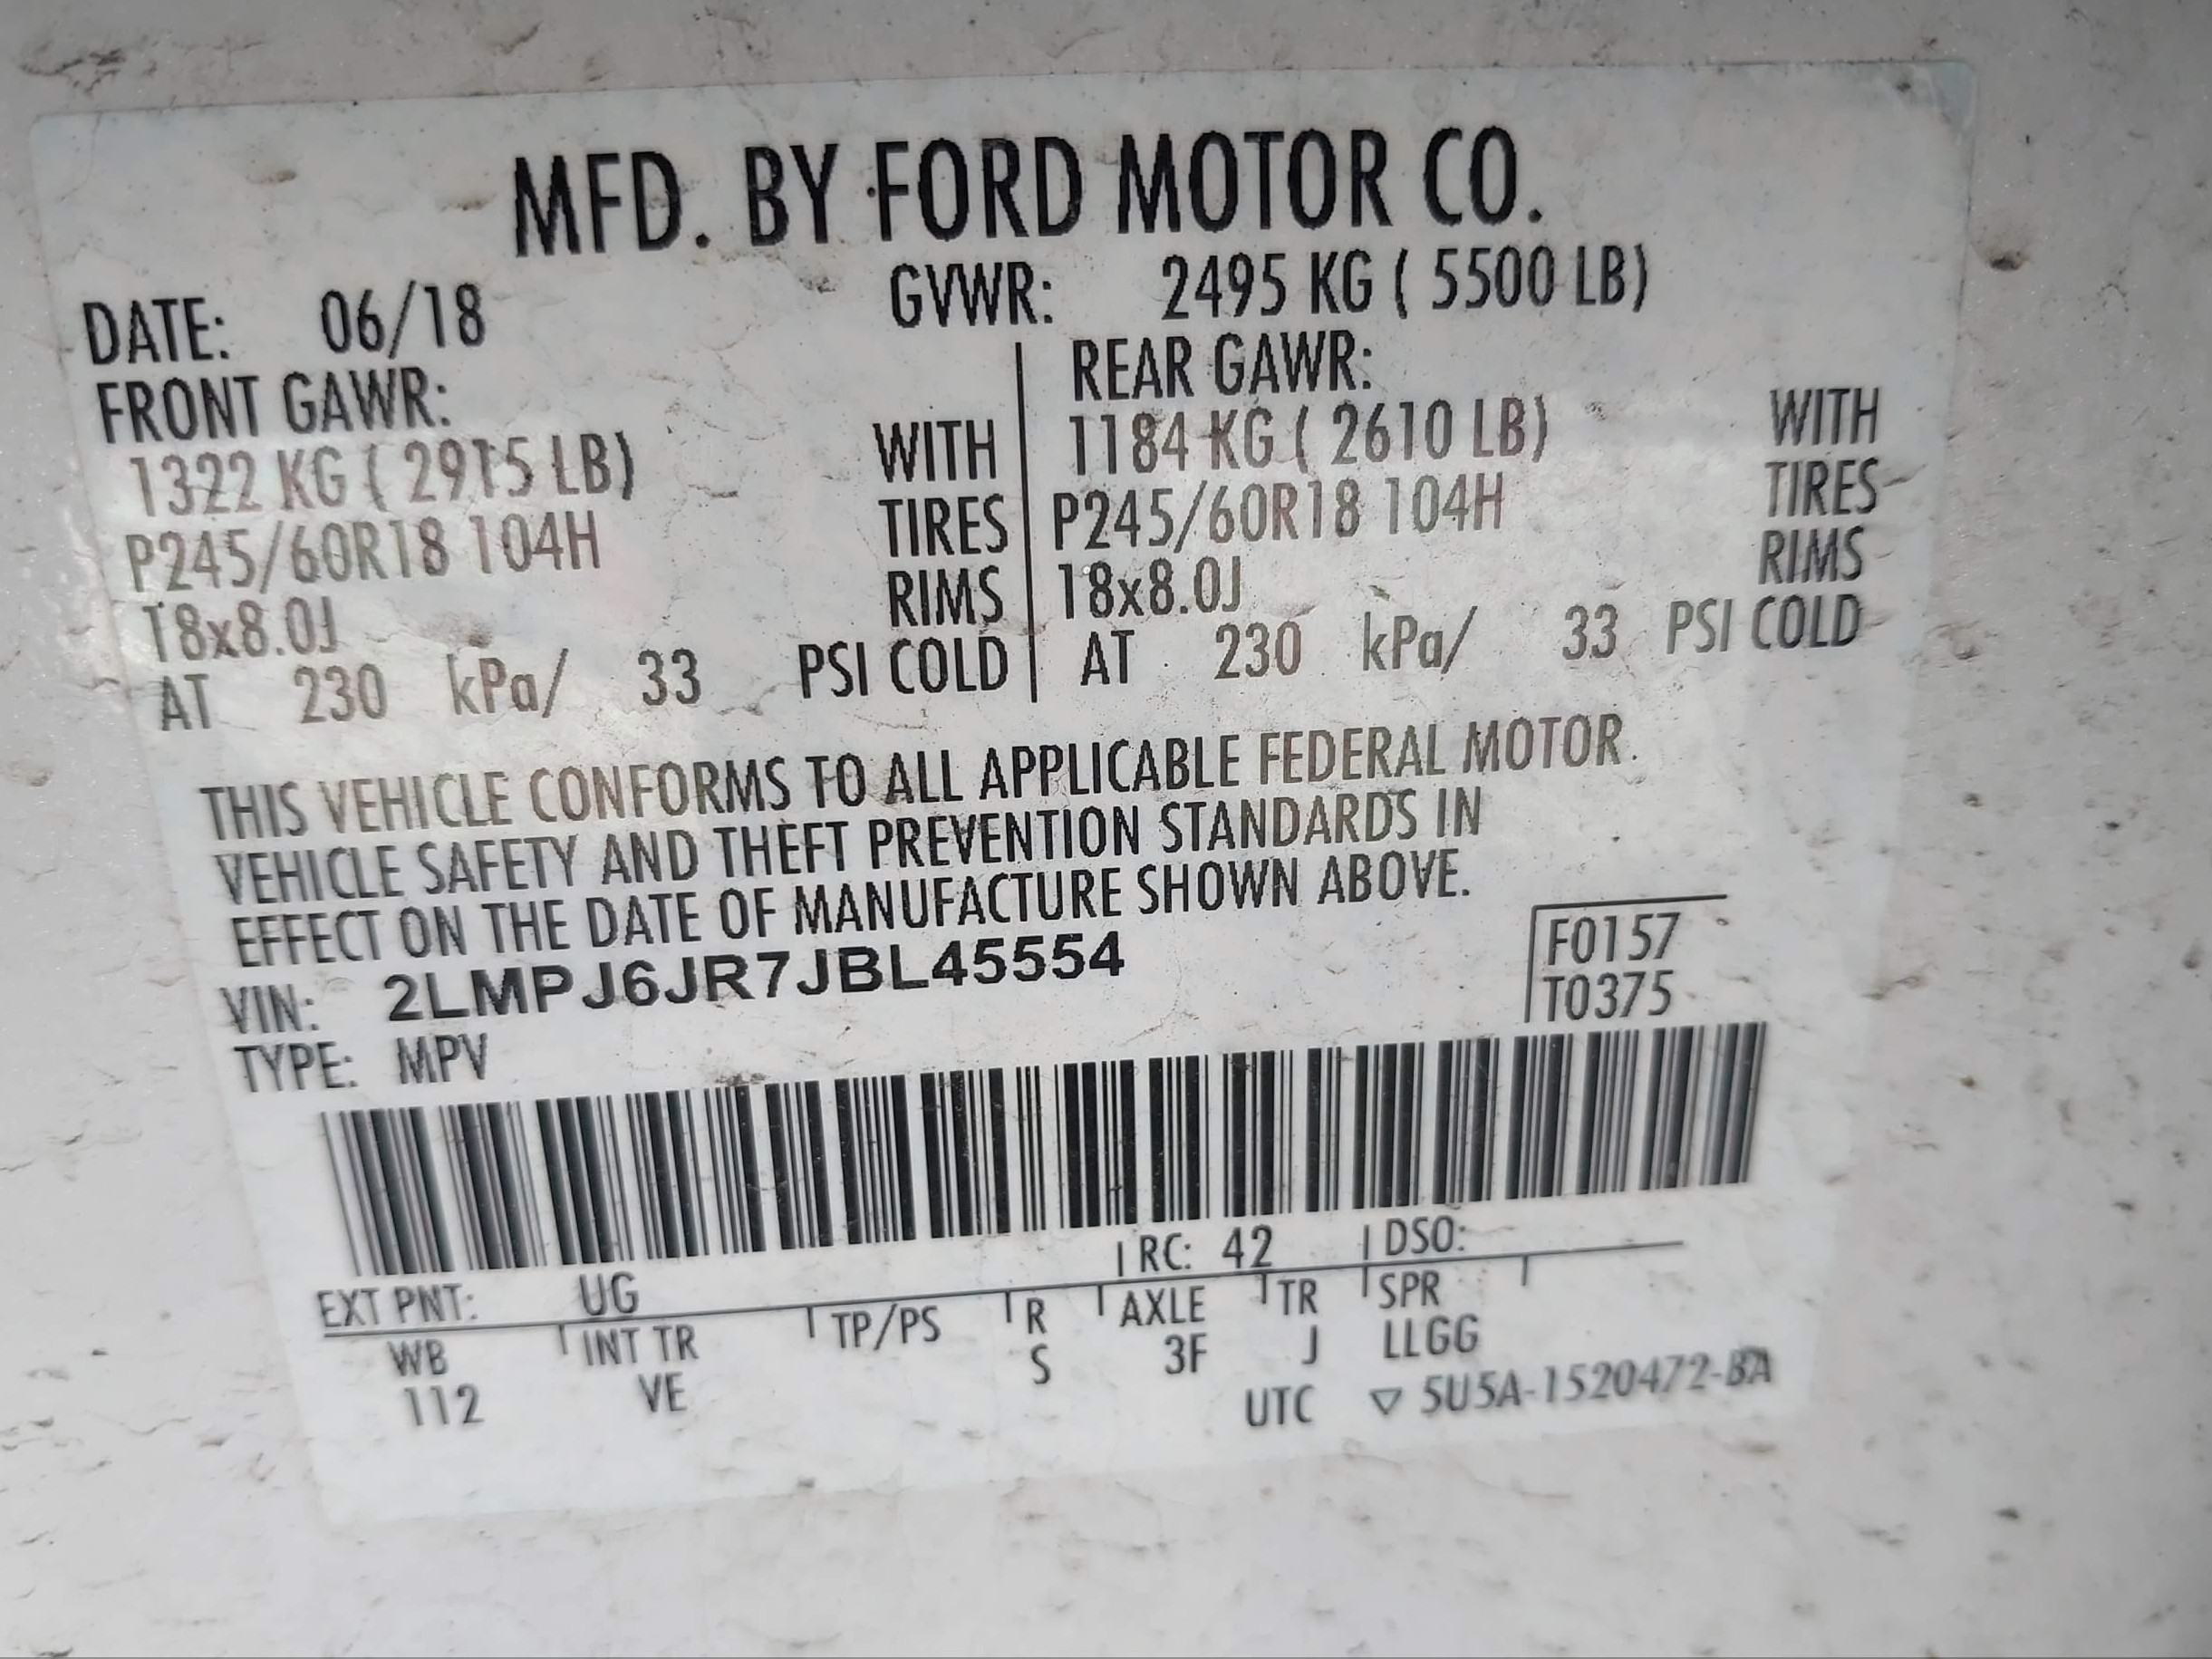 MFD. BY FORD MOTOR CO.
DATE: 06/18 GVWR: 2495 KG ( 5500 LB)
FRONT GAWR: REAR GAWR:
1322 KG ( 2915 LB) WITH 1184 KG ( 2610 LB) WITH
P245/60R18 104H TIRES P245/60R18 104H TIRES
18x8.0J RIMS 18x8.0J RIMS
AT 230 kPa/ 33 PSI COLD AT 230 kPa/ 33 PSI COLD
THIS VEHICLE CONFORMS TO ALL APPLICABLE FEDERAL MOTOR
VEHICLE SAFETY AND THEFT PREVENTION STANDARDS IN
EFFECT ON THE DATE OF MANUFACTURE SHOWN ABOVE.
VIN: 2LMPJ6JR7JBL45554 F0157
TYPE: MPV T0375
EXT PNT: UG RC: 42 DSO:
WB INT TR TP/PS R AXLE TR SPR
112 VE S 3F J LLGG
UTC ▽ 5U5A-1520472-BA